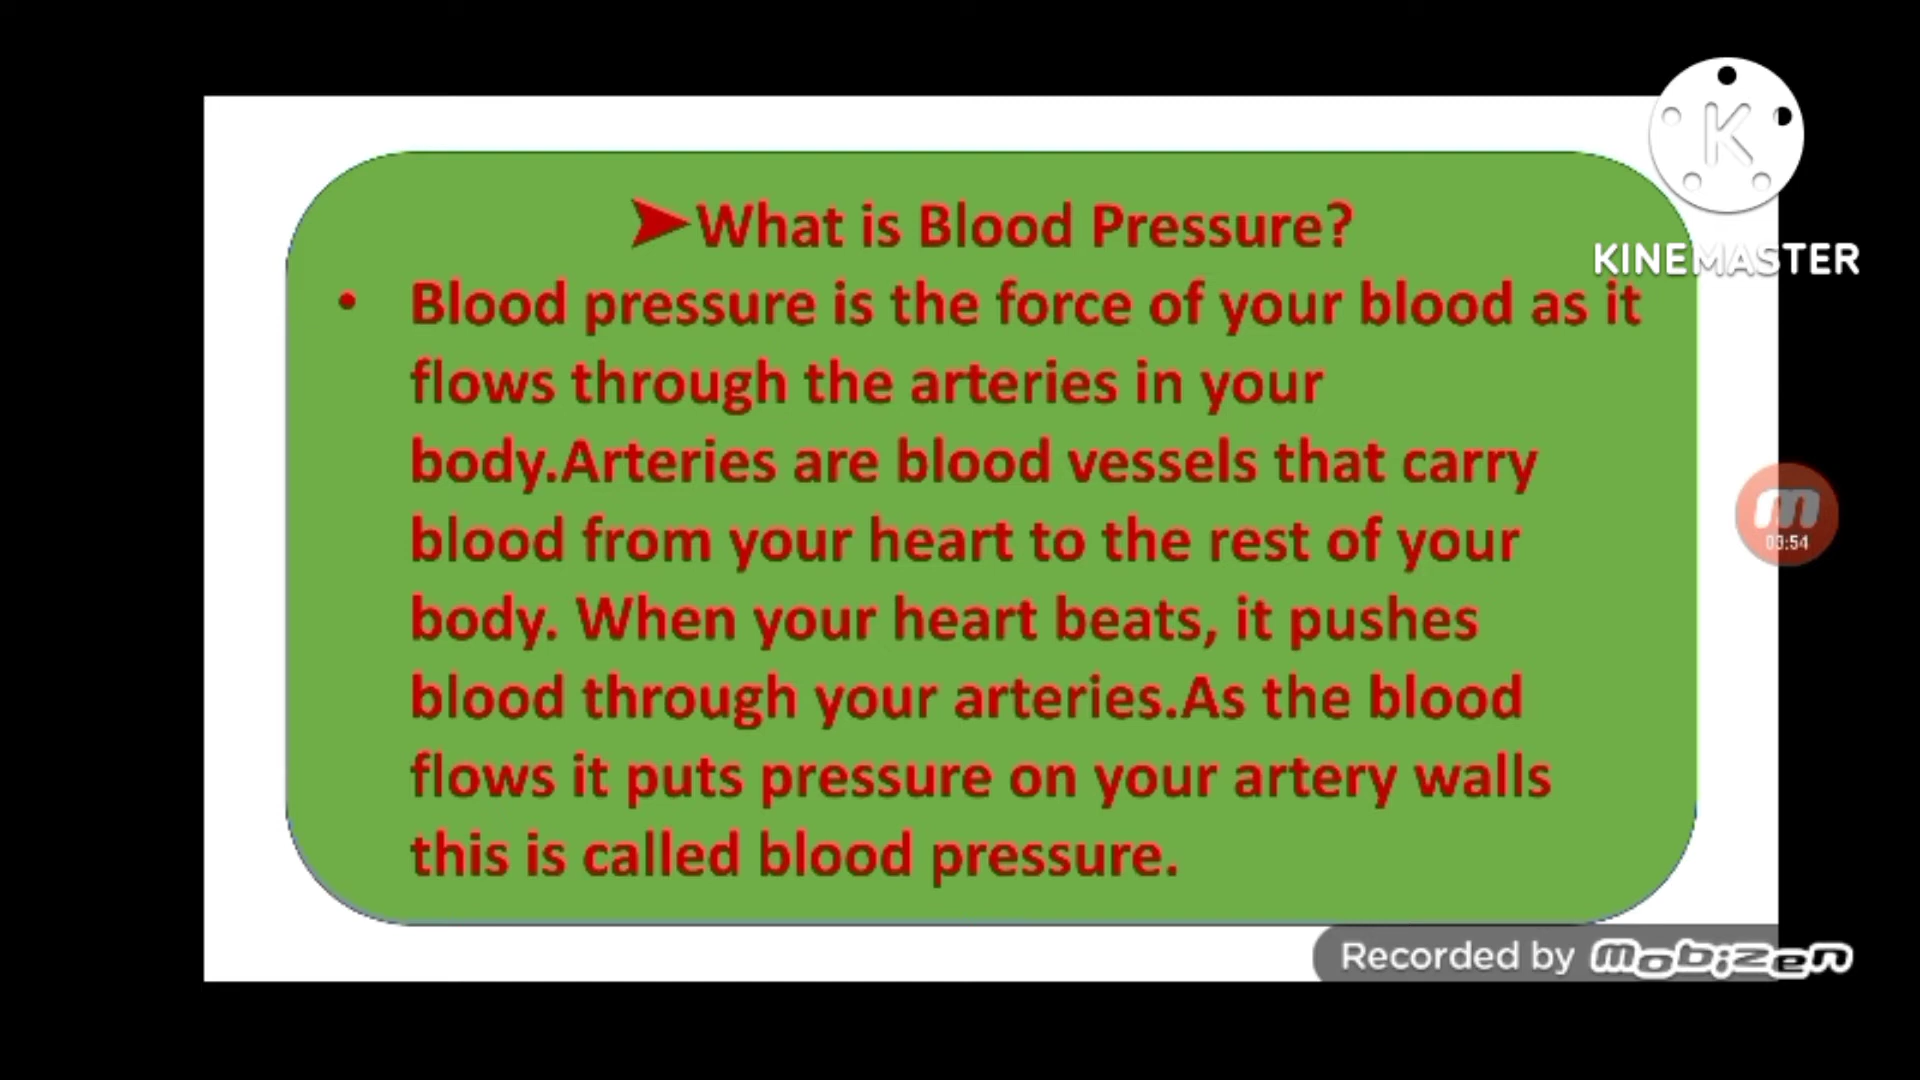 ➤What is Blood Pressure?
• Blood pressure is the force of your blood as it
flows through the arteries in your
body.Arteries are blood vessels that carry
blood from your heart to the rest of your
body. When your heart beats, it pushes
blood through your arteries.As the blood
flows it puts pressure on your artery walls
this is called blood pressure.
K
KINEMASTER
m
03:54
Recorded by mobizen